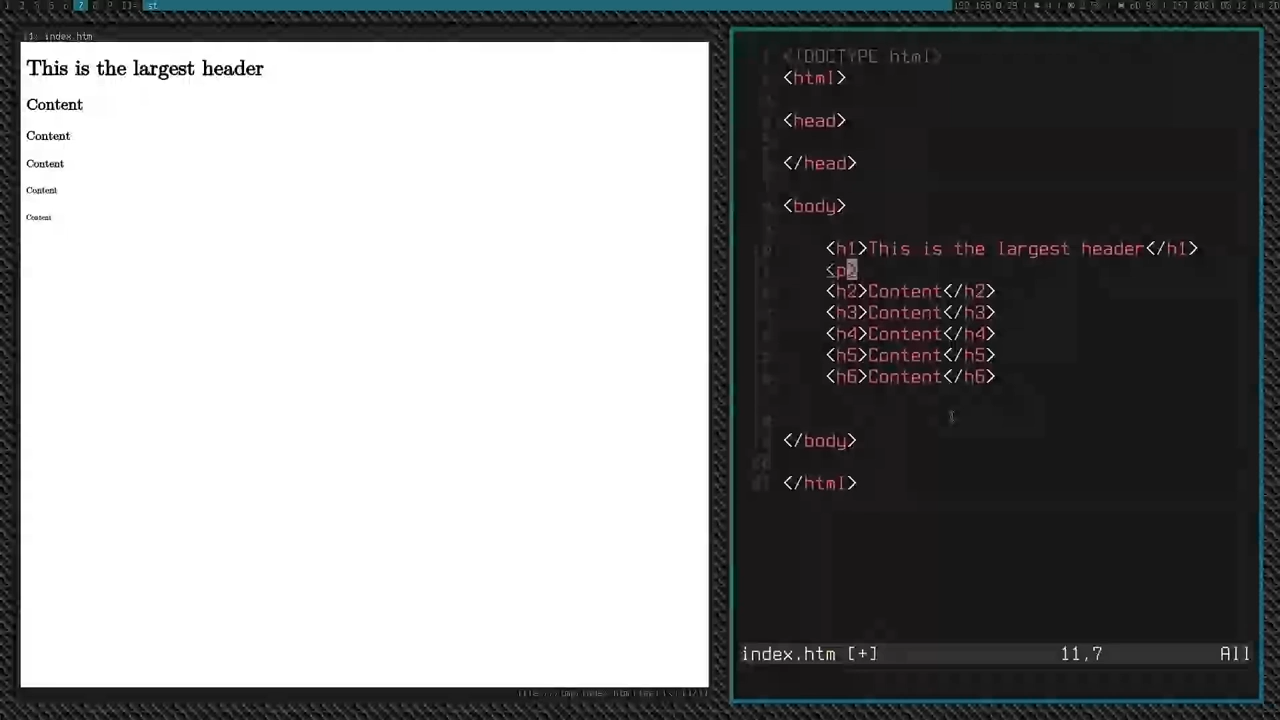 index.htm
This is the largest header
Content
Content
Content
Content
Content
<!DOCTYPE html>
<html>
<head>
</head>
<body>
<h1>This is the largest header</h1>
<p>
<h2>Content</h2>
<h3>Content</h3>
<h4>Content</h4>
<h5>Content</h5>
<h6>Content</h6>
</body>
</html>
index.htm [+] 11,7 All